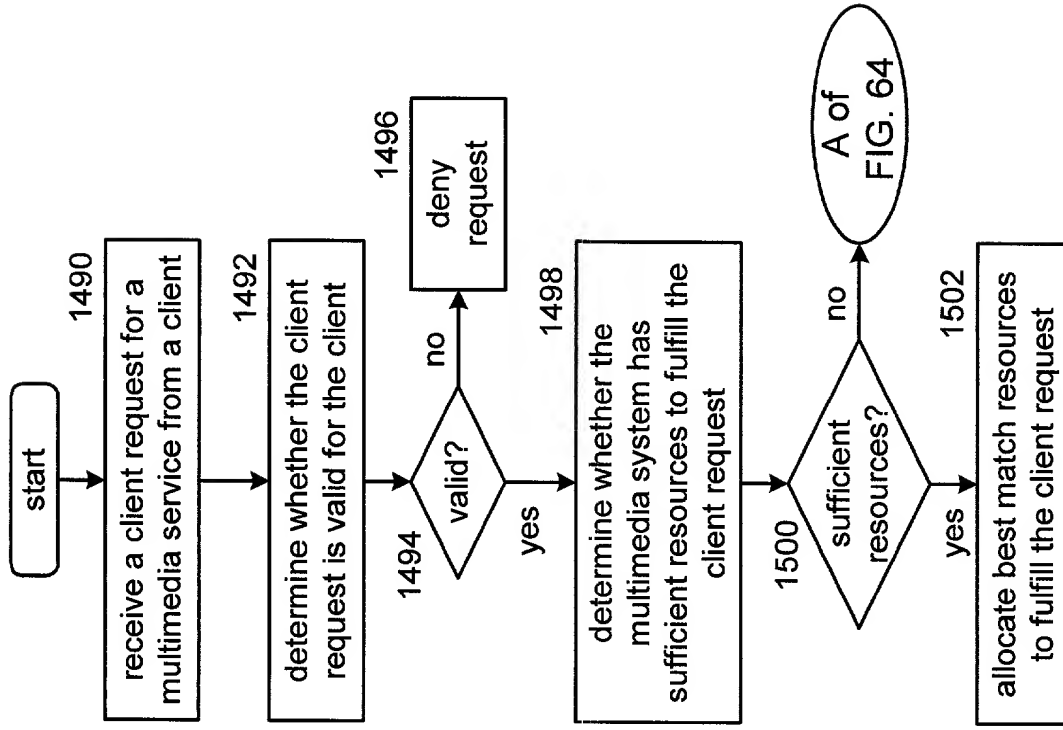 start
1490
receive a client request for a
multimedia service from a client
1492
determine whether the client
request is valid for the client
1494
valid?
no
1496
deny
request
yes
1498
determine whether the
multimedia system has
sufficient resources to fulfill the
client request
1500
sufficient
resources?
no
A of
FIG. 64
yes
1502
allocate best match resources
to fulfill the client request